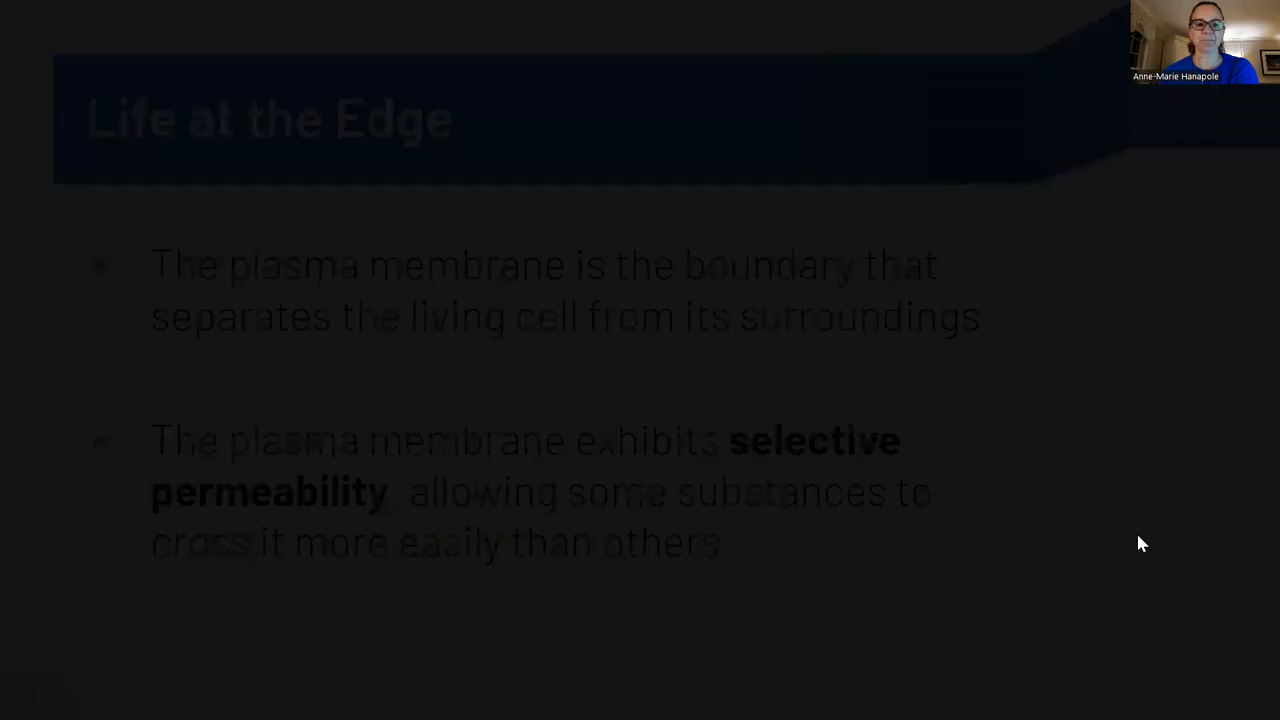 Anne-Marie Hanapole
Life at the Edge
The plasma membrane is the boundary that
separates the living cell from its surroundings
The plasma membrane exhibits selective
permeability, allowing some substances to
cross it more easily than others